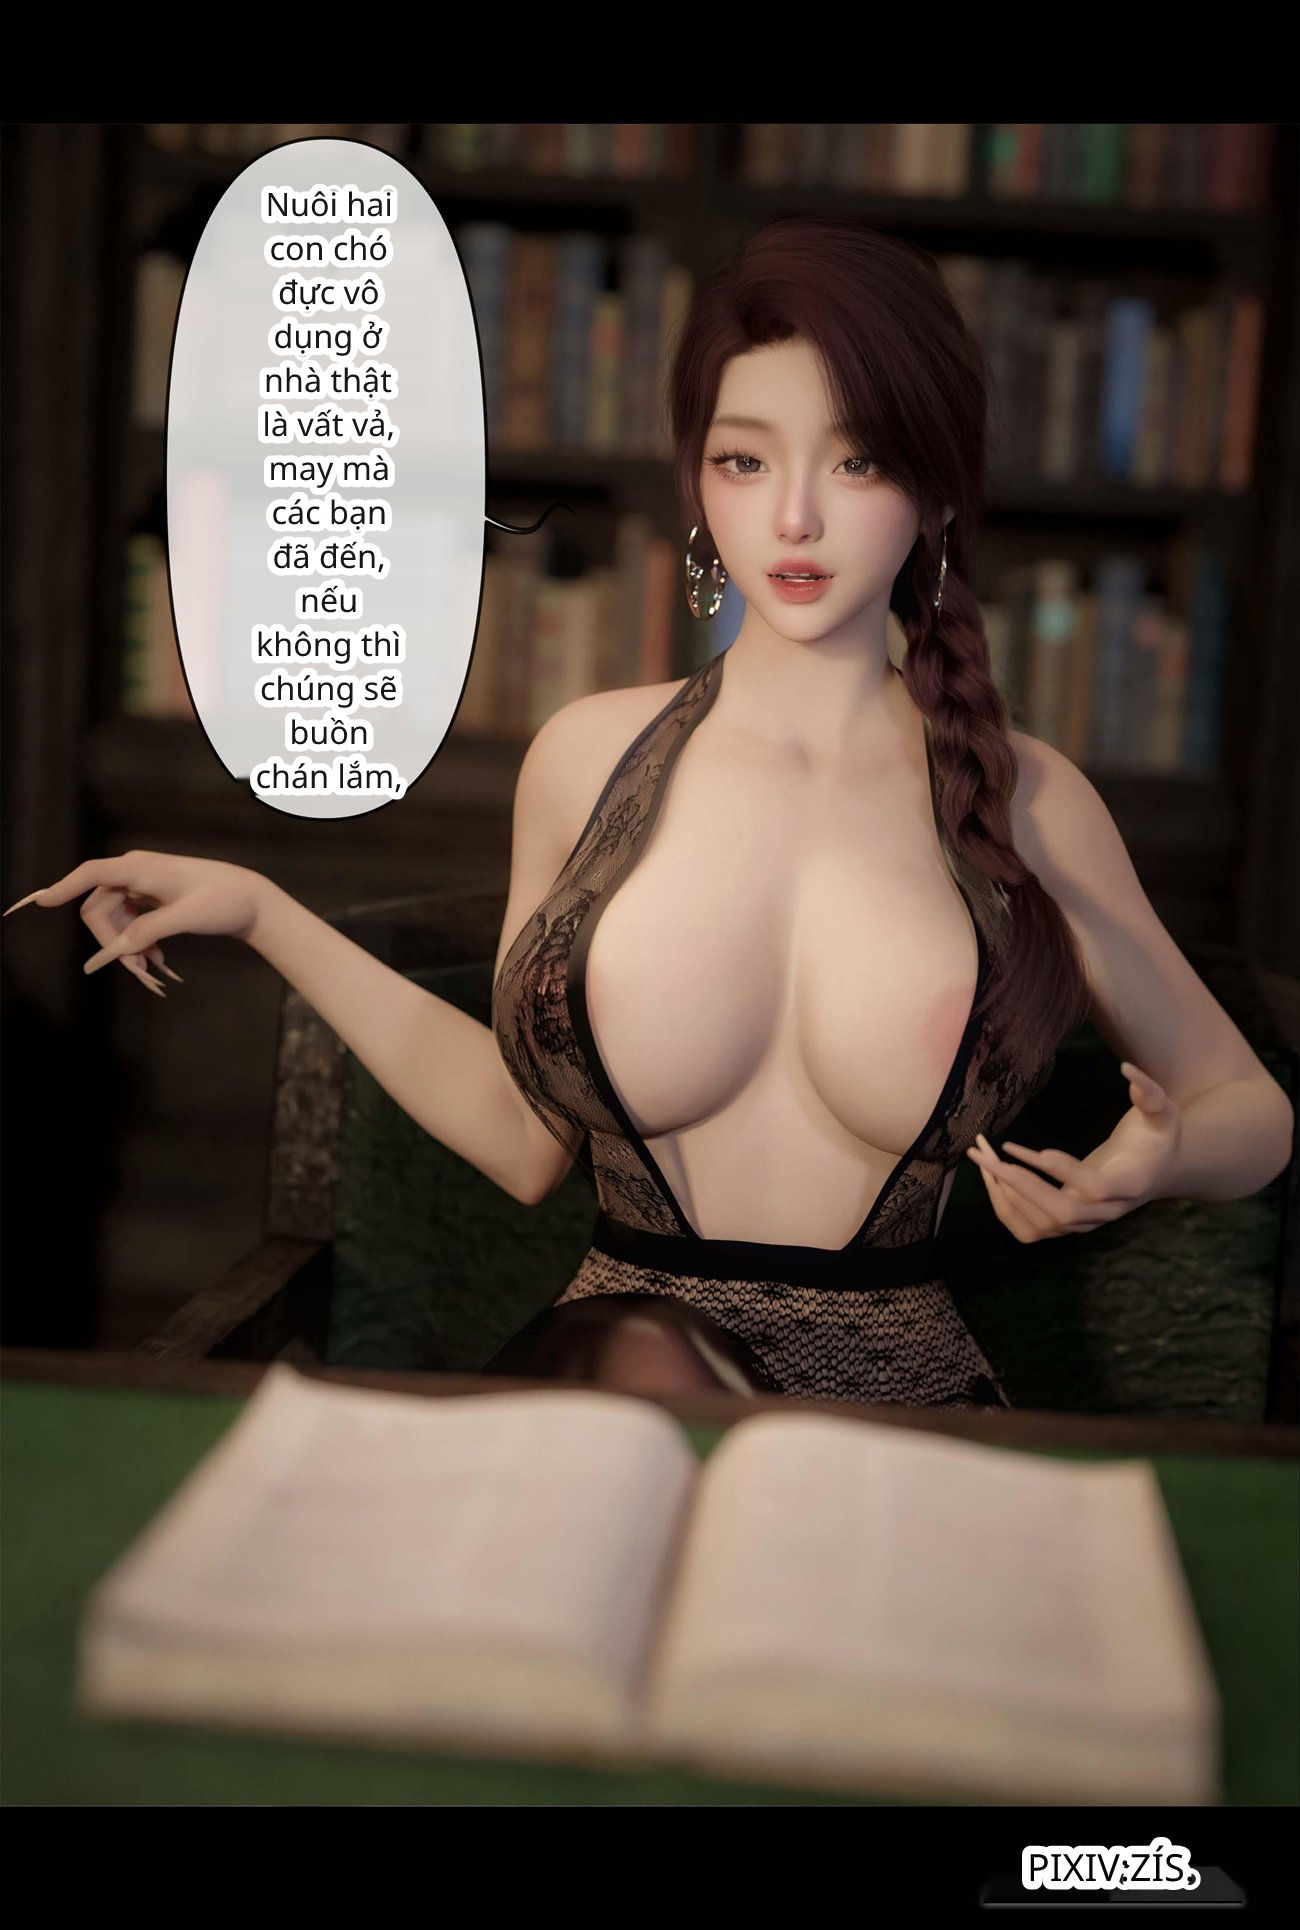 Nuôi hai
con chó
đực vô
dụng ở
nhà thật
là vất vả,
may mà
các bạn
đã đến,
nếu
không thì
chúng sẽ
buồn
chán lắm,
PIXIV:ZÍS,